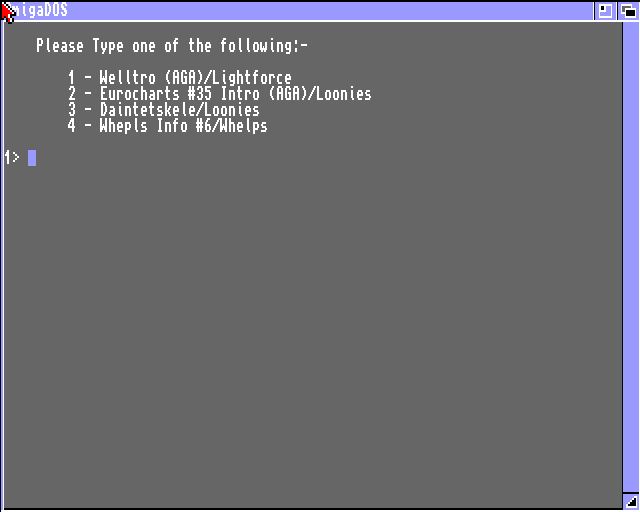 AmigaDOS
Please Type one of the following:-
1 - Welltro (AGA)/Lightforce
2 - Eurocharts #35 Intro (AGA)/Loonies
3 - Daintetskele/Loonies
4 - Whepls Info #6/Whelps
1>